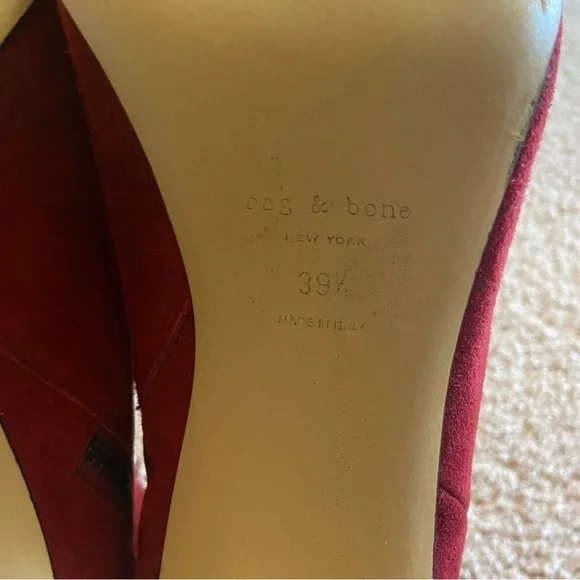 rag & bone
NEW YORK
39½
MADE IN ITALY